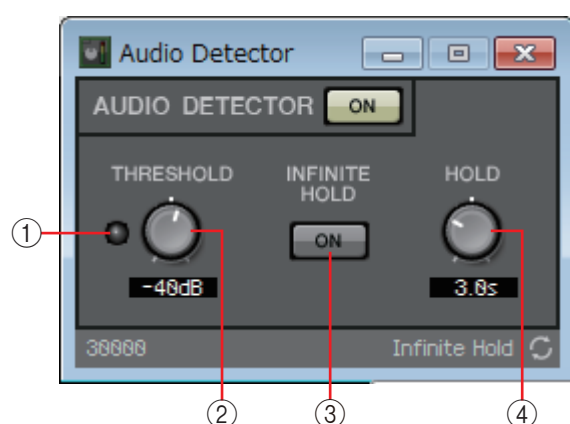 Audio Detector
AUDIO DETECTOR ON
THRESHOLD
INFINITE
HOLD
HOLD
①
ON
-40dB
3.0s
30000
Infinite Hold
②
③
④